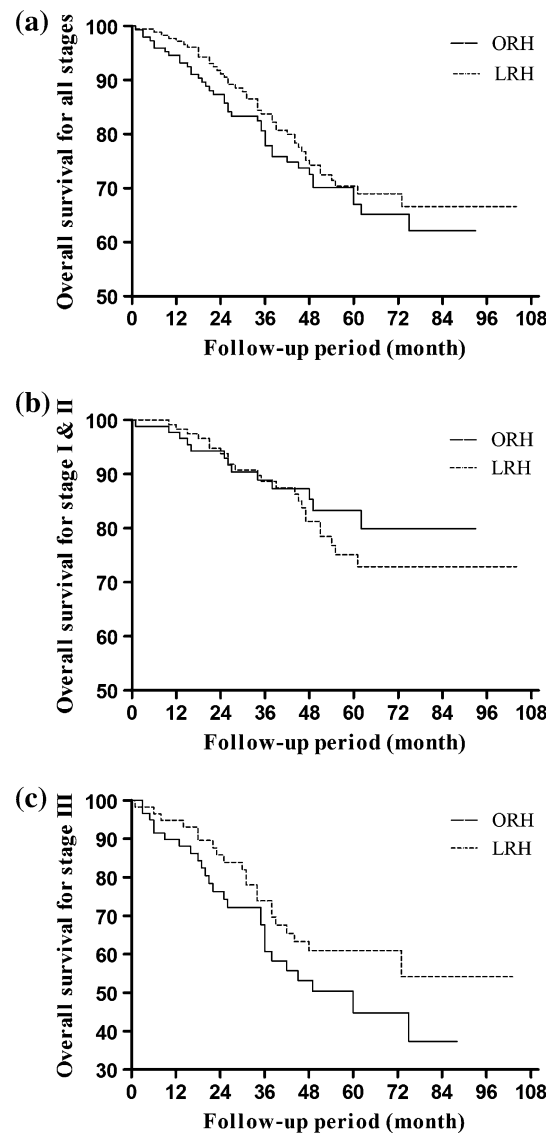 (a)
Overall survival for all stages
100
90
80
70
60
50
0 12 24 36 48 60 72 84 96 108
Follow-up period (month)
ORH
LRH
(b)
Overall survival for stage I & II
100
90
80
70
60
50
0 12 24 36 48 60 72 84 96 108
Follow-up period (month)
ORH
LRH
(c)
Overall survival for stage III
100
90
80
70
60
50
40
30
0 12 24 36 48 60 72 84 96 108
Follow-up period (month)
ORH
LRH